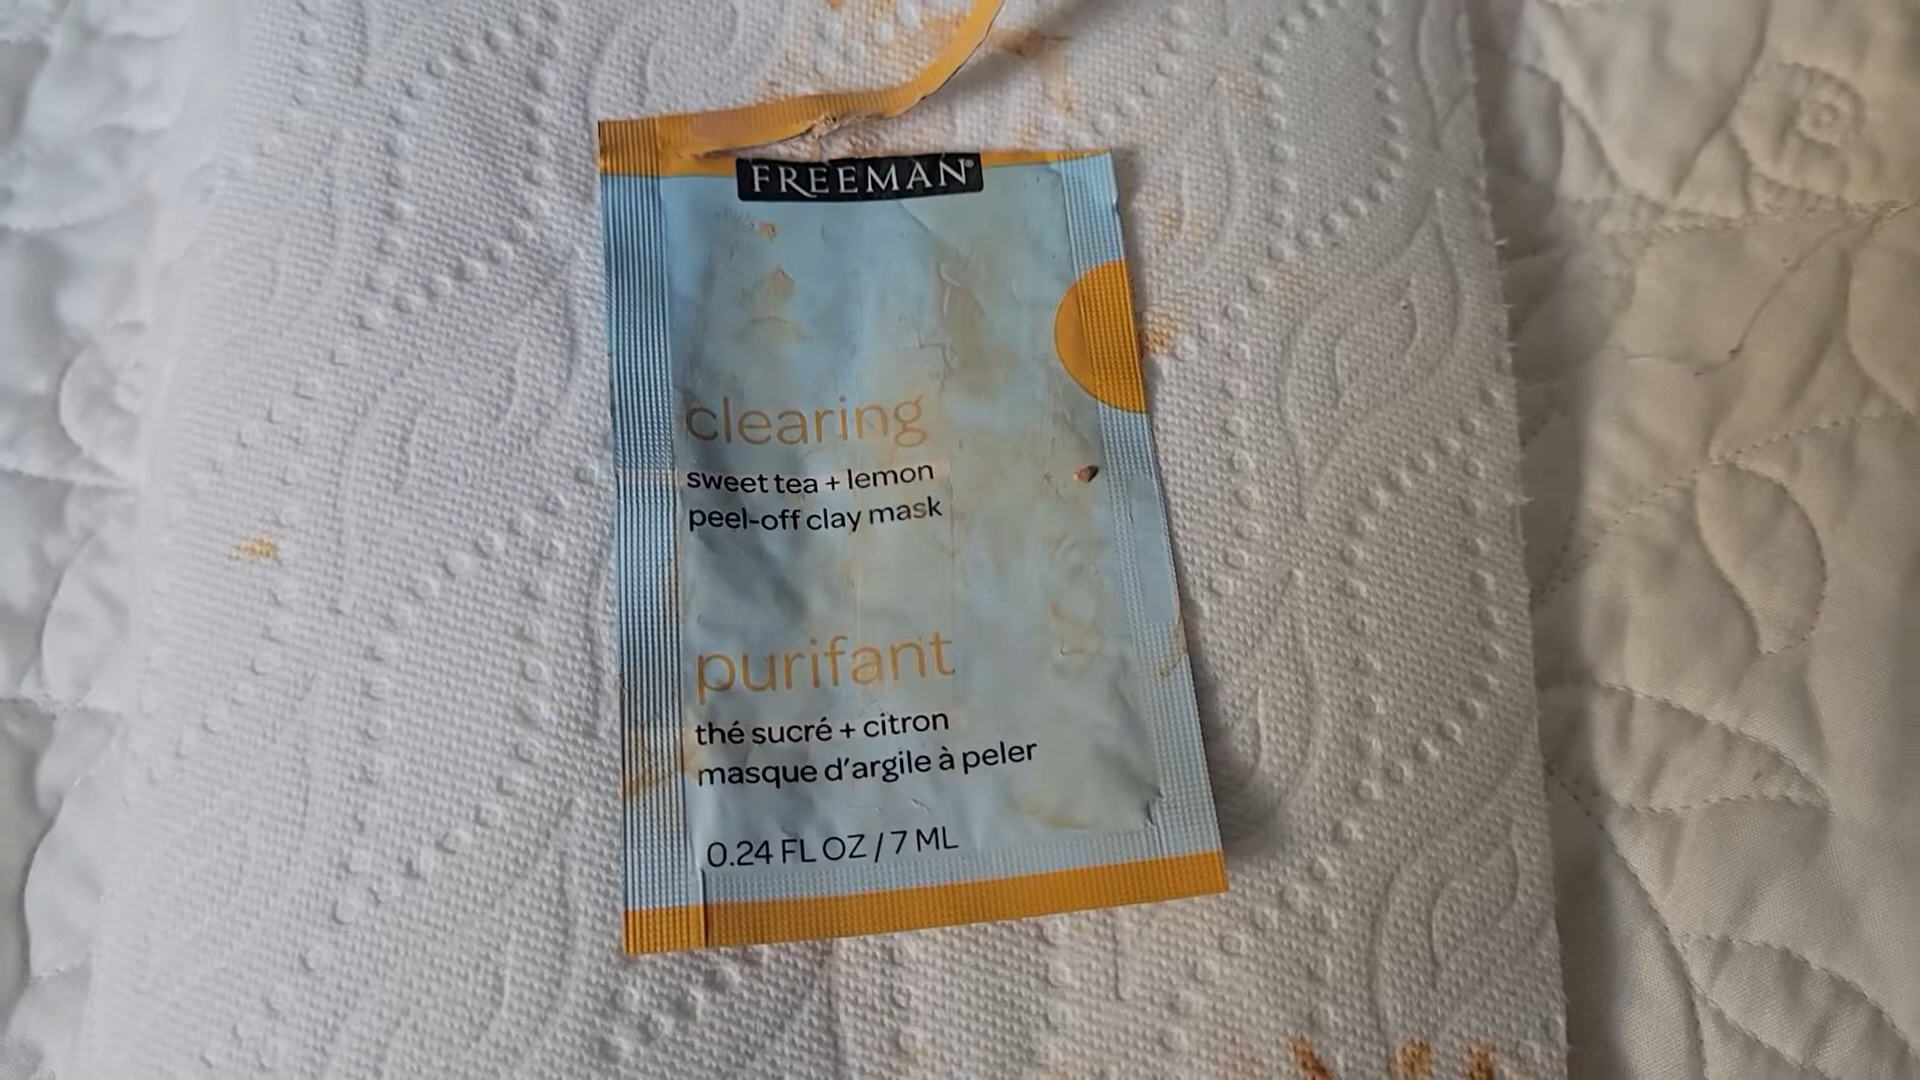 FREEMAN®
clearing
sweet tea + lemon
peel-off clay mask
purifant
thé sucré + citron
masque d'argile à peler
0.24 FL OZ / 7 ML